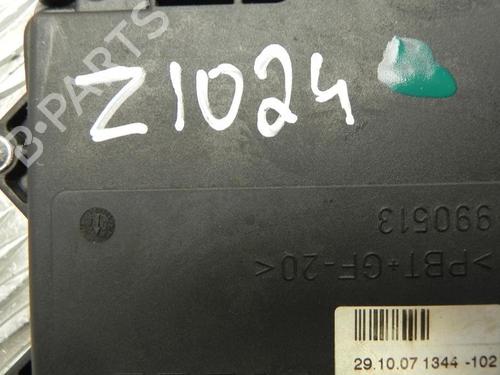 B-PARTS
Z1024
990513
>PBT+GF-20<
29.10.07 1344 -102